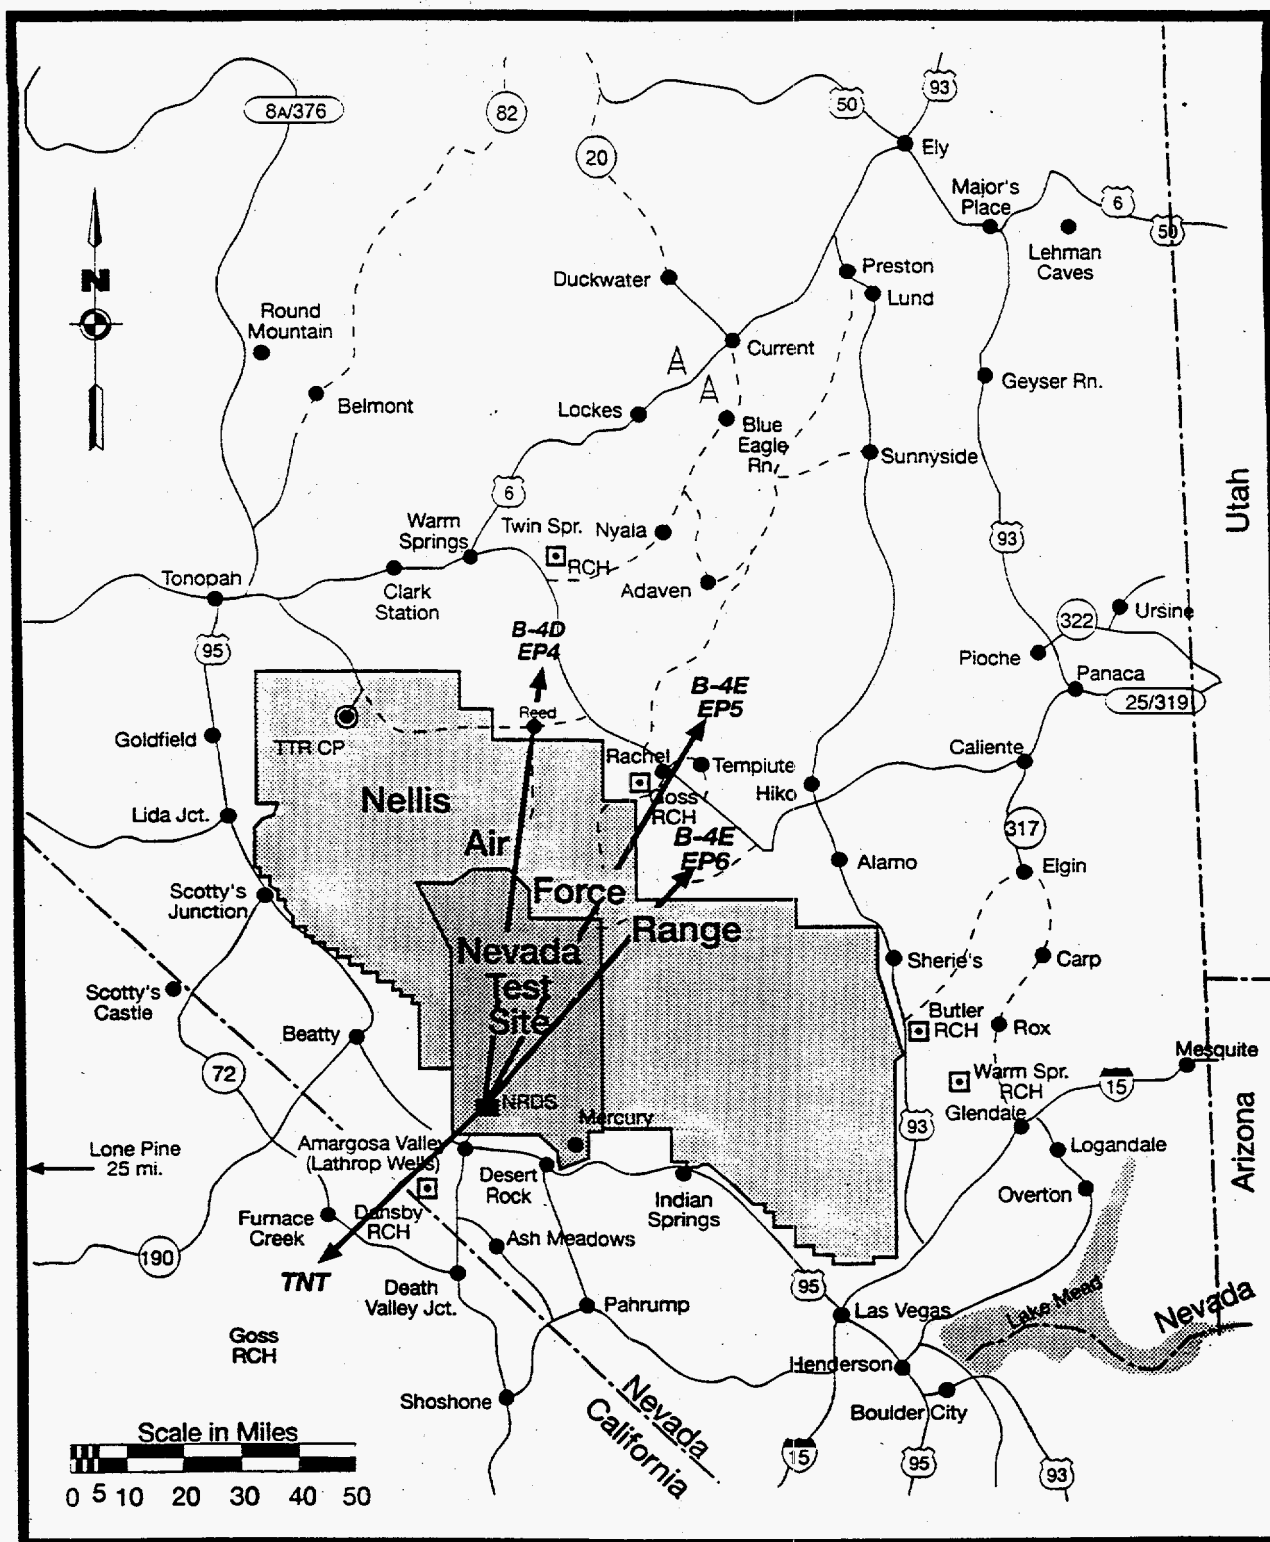 8A/376
82
20
50
93
Ely
Major's
Place
6
50
Lehman
Caves
N
Duckwater
Preston
Lund
Round
Mountain
Current
Geyser Rn.
Belmont
Lockes
Blue
Eagle
Rn.
Sunnyside
6
Utah
Warm
Springs
Twin Spr.
RCH
Nyala
93
Tonopah
Clark
Station
Adaven
322
Ursine
95
B-4D
EP4
Pioche
Panaca
B-4E
EP5
25/319
Reed
TTR CP
Goldfield
Rachel
Tempiute
Caliente
Goss
RCH
Hiko
Nellis
Air
Force
Range
Lida Jct.
B-4E
EP6
317
Alamo
Elgin
Scotty's
Junction
Nevada
Test
Site
Sherie's
Carp
Scotty's
Castle
Beatty
Butler
RCH
Rox
Mesquite
72
Warm Spr.
RCH
15
NRDS
Mercury
Glendale
93
Arizona
Lone Pine
25 mi.
Amargosa Valley
(Lathrop Wells)
Desert
Rock
Logandale
Indian
Springs
Overton
Dansby
RCH
Furnace
Creek
Ash Meadows
190
TNT
Death
Valley Jct.
95
Pahrump
Las Vegas
Lake Mead
Nevada
Goss
RCH
Henderson
Shoshone
Nevada
California
Boulder City
15
95
93
Scale in Miles
0 5 10 20 30 40 50